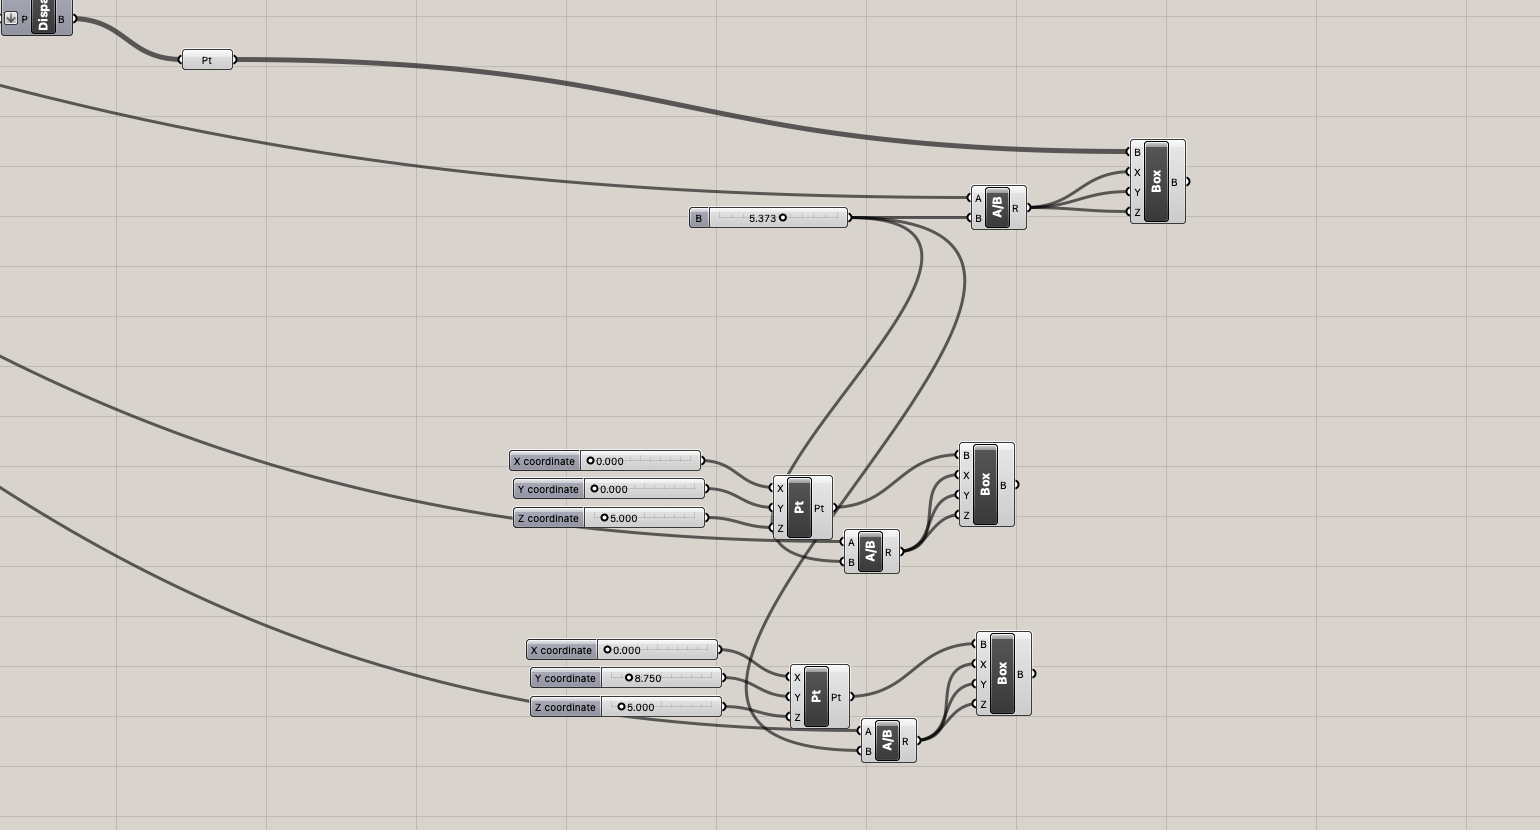 P Dispa B
Pt
B 5.373
A B A/B R
B X Y Z Box B
X coordinate 0.000
Y coordinate 0.000
Z coordinate 5.000
X Y Z Pt Pt
A B A/B R
B X Y Z Box B
X coordinate 0.000
Y coordinate 8.750
Z coordinate 5.000
X Y Z Pt Pt
A B A/B R
B X Y Z Box B